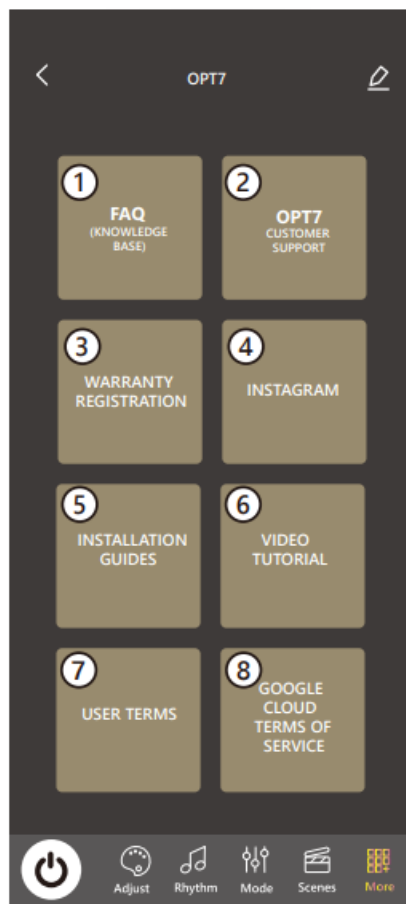 OPT7
1
FAQ
(KNOWLEDGE
BASE)
2
OPT7
CUSTOMER
SUPPORT
3
WARRANTY
REGISTRATION
4
INSTAGRAM
5
INSTALLATION
GUIDES
6
VIDEO
TUTORIAL
7
USER TERMS
8
GOOGLE
CLOUD
TERMS OF
SERVICE
Adjust
Rhythm
Mode
Scenes
More